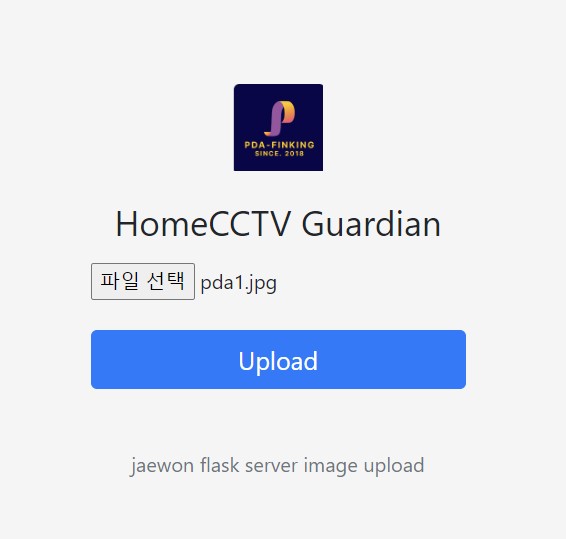 PDA-FINKING
SINCE. 2018
HomeCCTV Guardian
파일 선택 pda1.jpg
Upload
jaewon flask server image upload